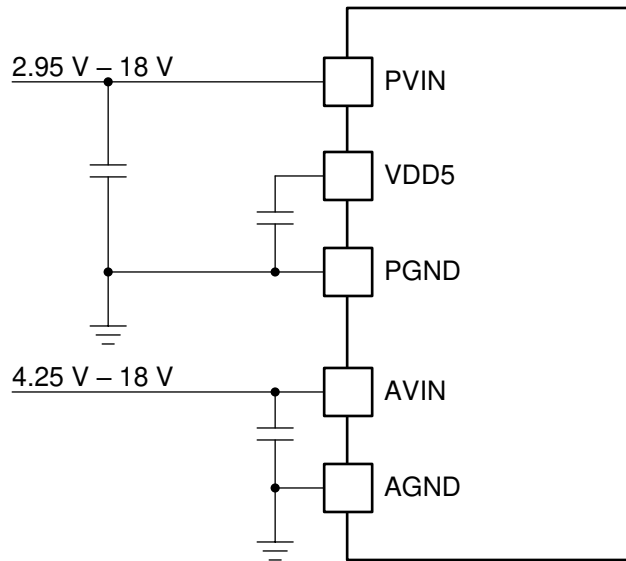 2.95 V – 18 V
PVIN
VDD5
PGND
4.25 V – 18 V
AVIN
AGND